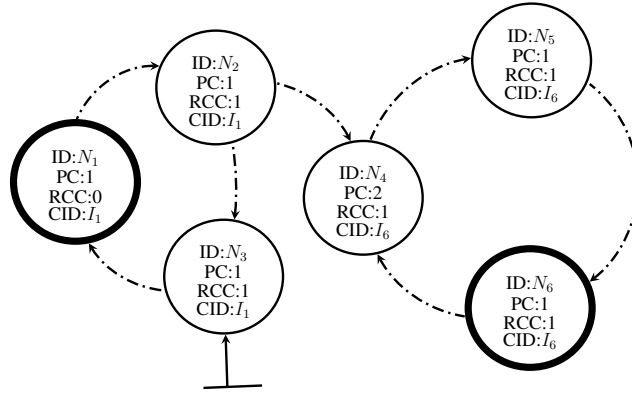 ID:N₁
PC:1
RCC:0
CID:I₁
ID:N₂
PC:1
RCC:1
CID:I₁
ID:N₃
PC:1
RCC:1
CID:I₁
ID:N₄
PC:2
RCC:1
CID:I₆
ID:N₅
PC:1
RCC:1
CID:I₆
ID:N₆
PC:1
RCC:1
CID:I₆